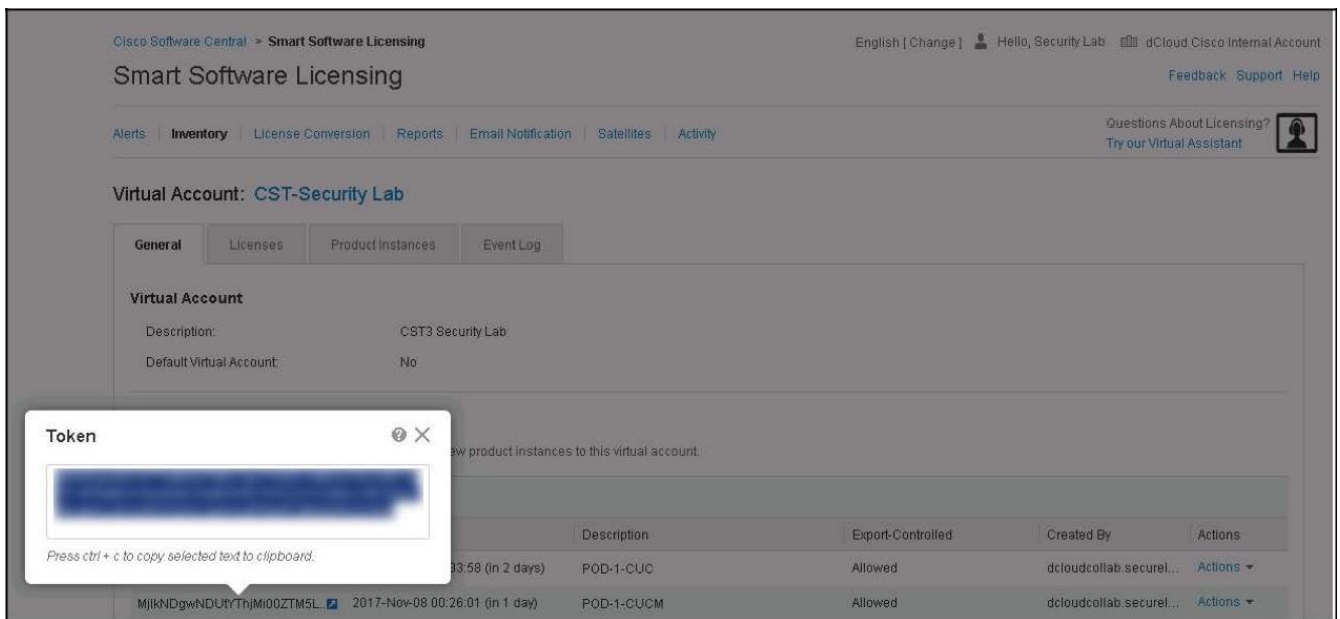 Cisco Software Central > Smart Software Licensing
English [ Change ] Hello, Security Lab dCloud Cisco Internal Account
Smart Software Licensing
Feedback Support Help
Alerts Inventory License Conversion Reports Email Notification Satellites Activity
Questions About Licensing?
Try our Virtual Assistant
Virtual Account: CST-Security Lab
General Licenses Product Instances Event Log
Virtual Account
Description: CST3 Security Lab
Default Virtual Account: No
Token
ew product instances to this virtual account.
Press ctrl + c to copy selected text to clipboard.
Description Export-Controlled Created By Actions
33:58 (in 2 days) POD-1-CUC Allowed dcloudcollab.securel... Actions
2017-Nov-08 00:26:01 (in 1 day) POD-1-CUCM Allowed dcloudcollab.securel... Actions